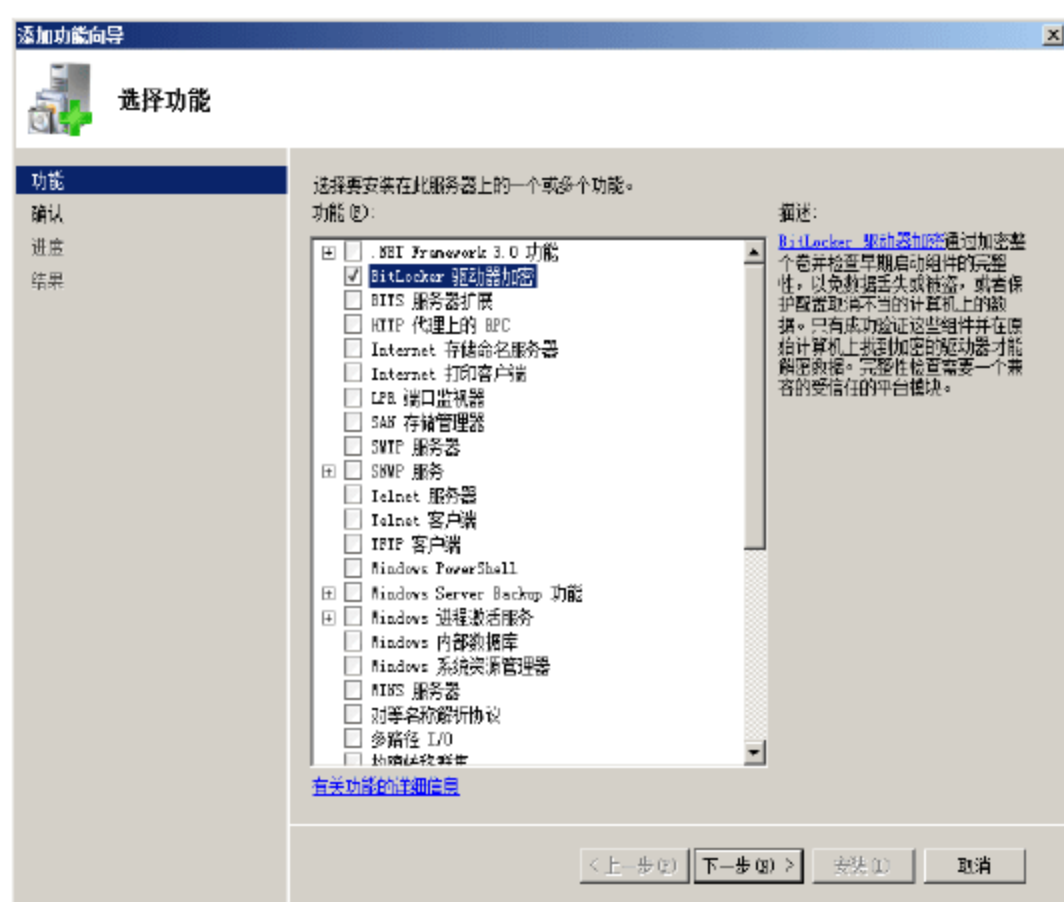 添加功能向导
选择功能
功能
确认
进度
结果
选择要安装在此服务器上的一个或多个功能。
功能(F):
.NET Framework 3.0 功能
BitLocker 驱动器加密
BITS 服务器扩展
HTTP 代理上的 RPC
Internet 存储命名服务器
Internet 打印客户端
LPR 端口监视器
SAN 存储管理器
SMTP 服务器
SNMP 服务
Telnet 服务器
Telnet 客户端
TFTP 客户端
Windows PowerShell
Windows Server Backup 功能
Windows 进程激活服务
Windows 内部数据库
Windows 系统资源管理器
WINS 服务器
对等名称解析协议
多路径 I/O
故障转移群集
有关功能的详细信息
描述:
BitLocker 驱动器加密通过加密整
个卷并检查早期启动组件的完整
性，以免数据丢失或被盗，或者保
护配置取消不当的计算机上的数
据。只有成功验证这些组件并在原
始计算机上找到加密的驱动器才能
解密数据。完整性检查需要一个兼
容的受信任的平台模块。
< 上一步(P)
下一步(N) >
安装(I)
取消